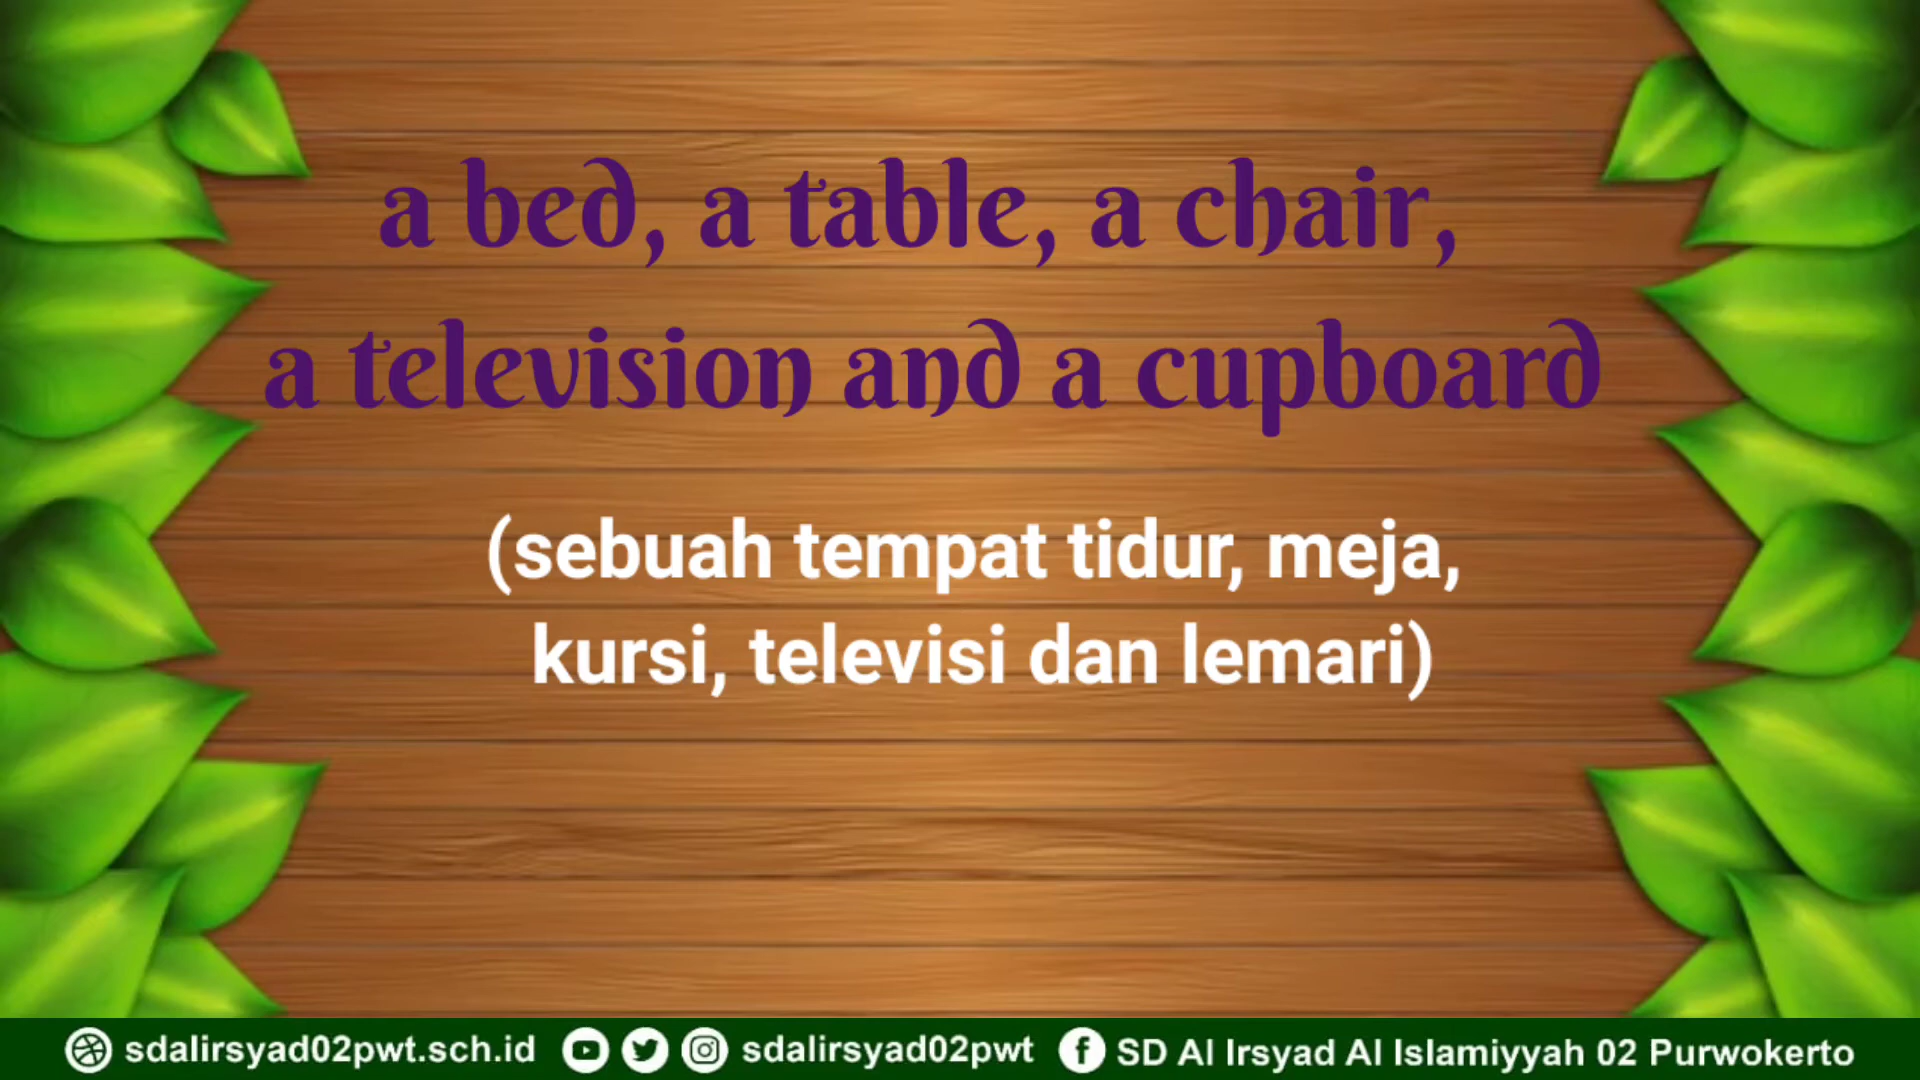 a bed, a table, a chair,
a television and a cupboard
(sebuah tempat tidur, meja,
kursi, televisi dan lemari)
sdalirsyad02pwt.sch.id sdalirsyad02pwt SD Al Irsyad Al Islamiyyah 02 Purwokerto